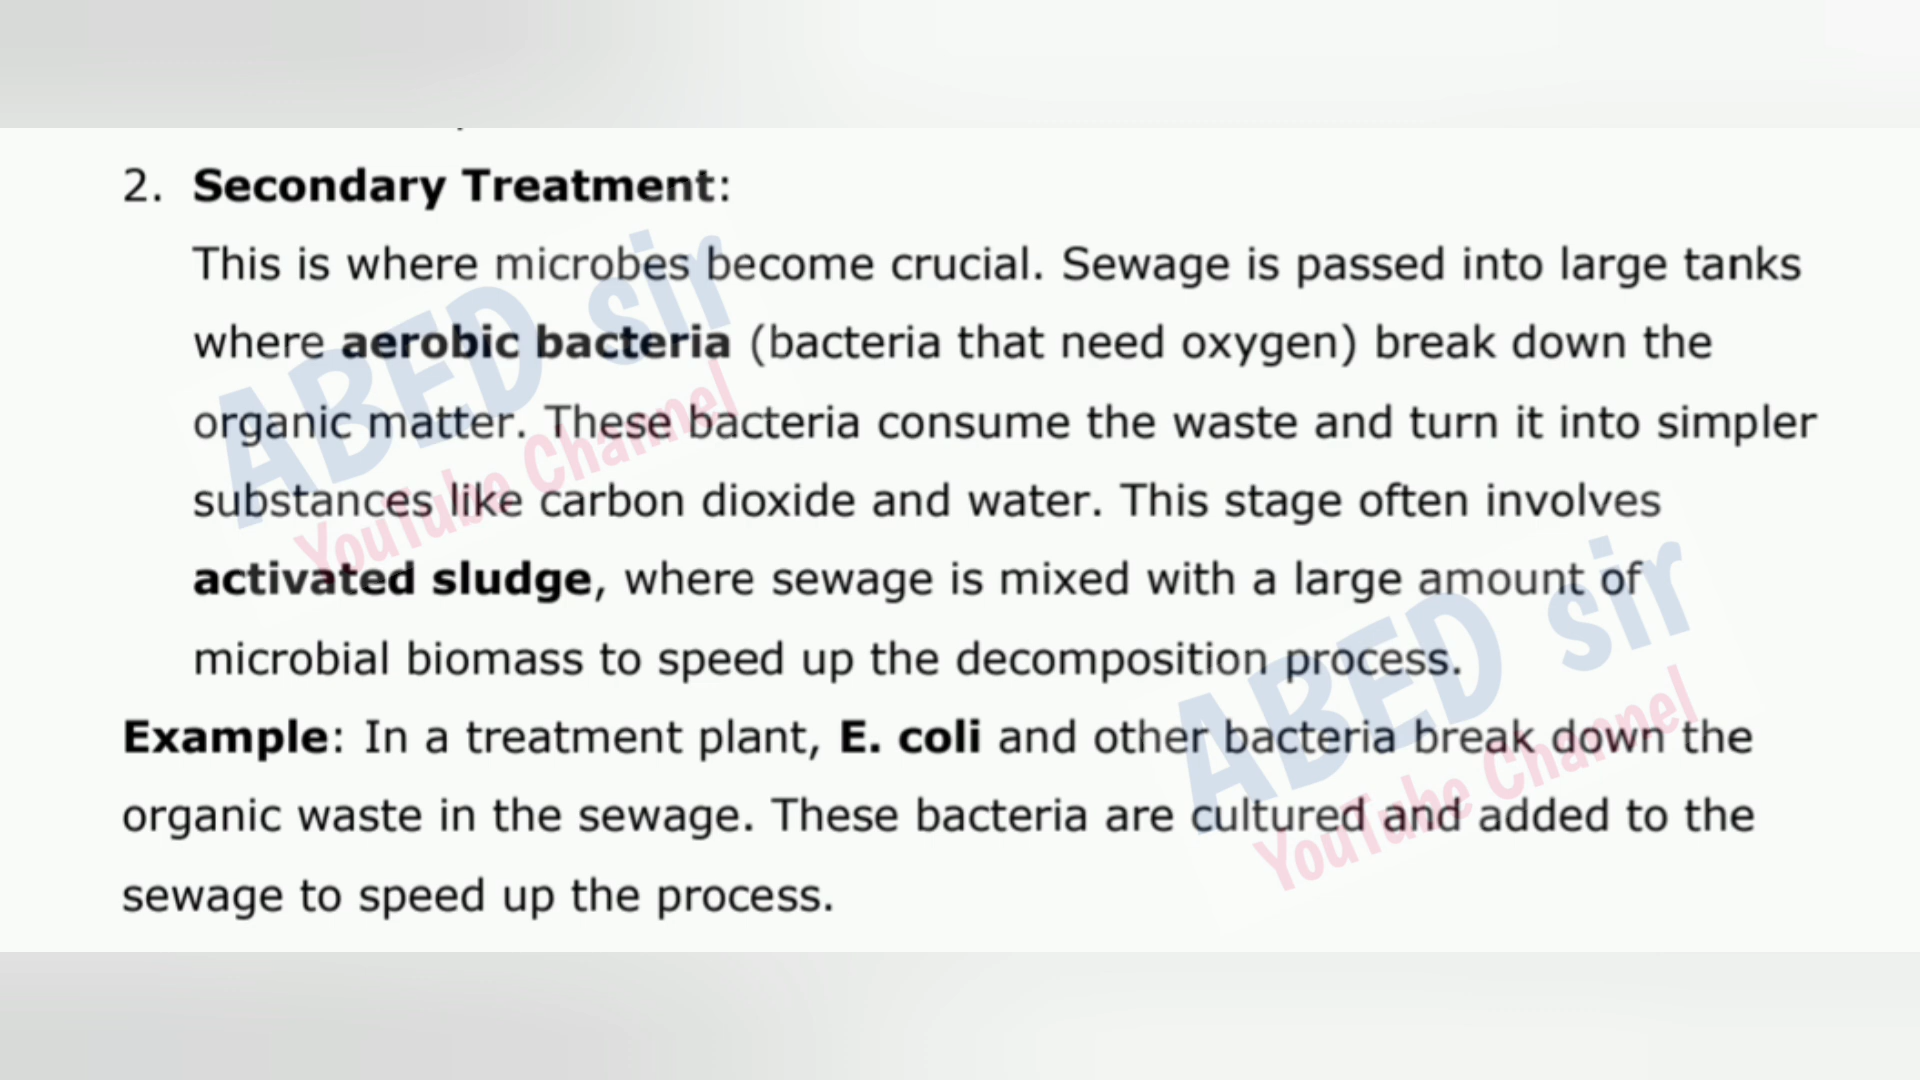 2. Secondary Treatment:
This is where microbes become crucial. Sewage is passed into large tanks
where aerobic bacteria (bacteria that need oxygen) break down the
organic matter. These bacteria consume the waste and turn it into simpler
substances like carbon dioxide and water. This stage often involves
activated sludge, where sewage is mixed with a large amount of
microbial biomass to speed up the decomposition process.
Example: In a treatment plant, E. coli and other bacteria break down the
organic waste in the sewage. These bacteria are cultured and added to the
sewage to speed up the process.
ABED sir
YouTube Channel
ABED sir
YouTube Channel